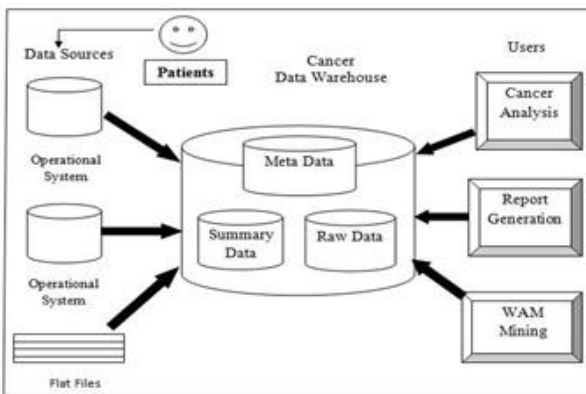 Data Sources
Patients
Cancer
Data Warehouse
Users
Operational
System
Operational
System
Flat Files
Meta Data
Summary
Data
Raw Data
Cancer
Analysis
Report
Generation
WAM
Mining